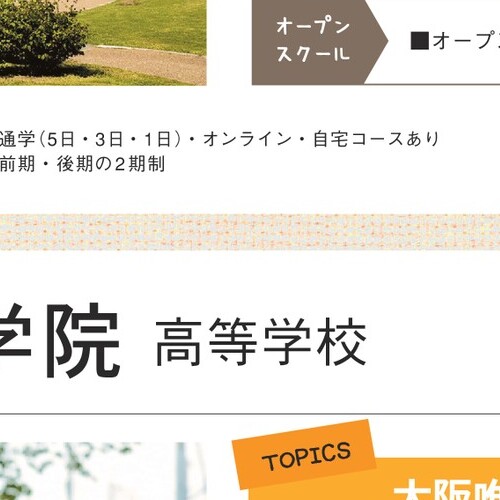 オープン
スクール
■オープ
通学（5日・3日・1日）・オンライン・自宅コースあり
前期・後期の2期制
学院 高等学校
TOPICS
大阪